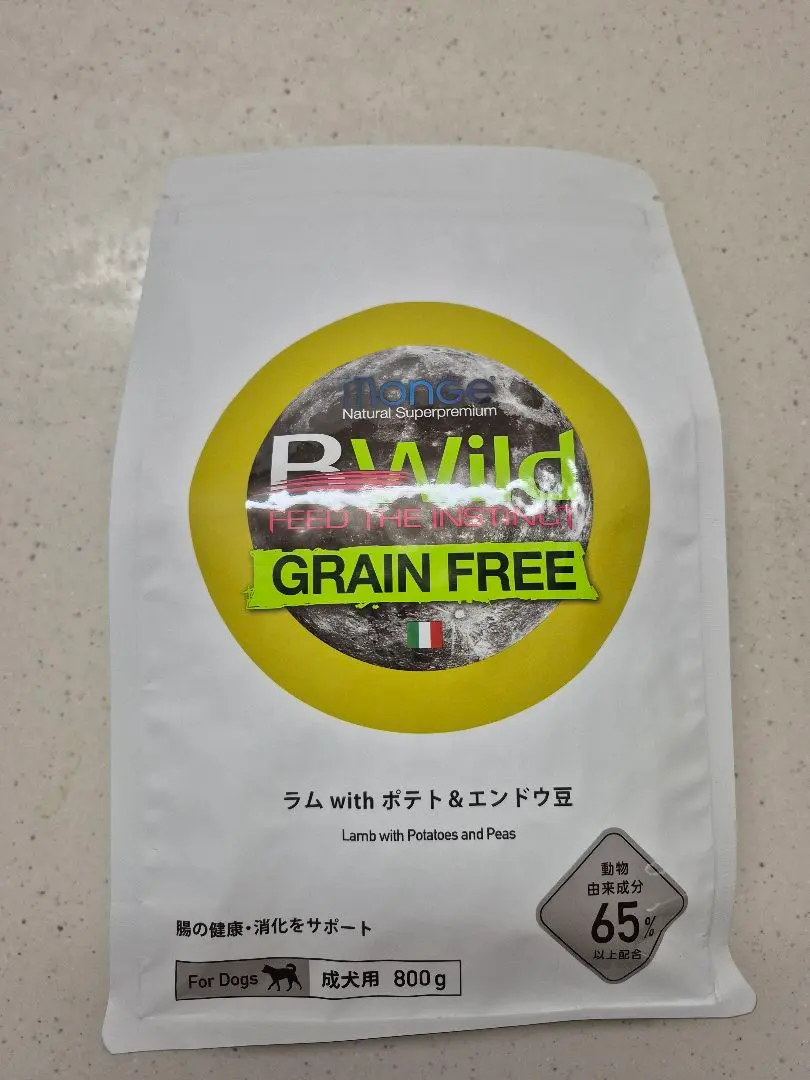 monge
Natural Superpremium
BWild
FEED THE INSTINCT
GRAIN FREE
ラム with ポテト&エンドウ豆
Lamb with Potatoes and Peas
動物
由来成分
65%
以上配合
腸の健康・消化をサポート
For Dogs 成犬用 800g